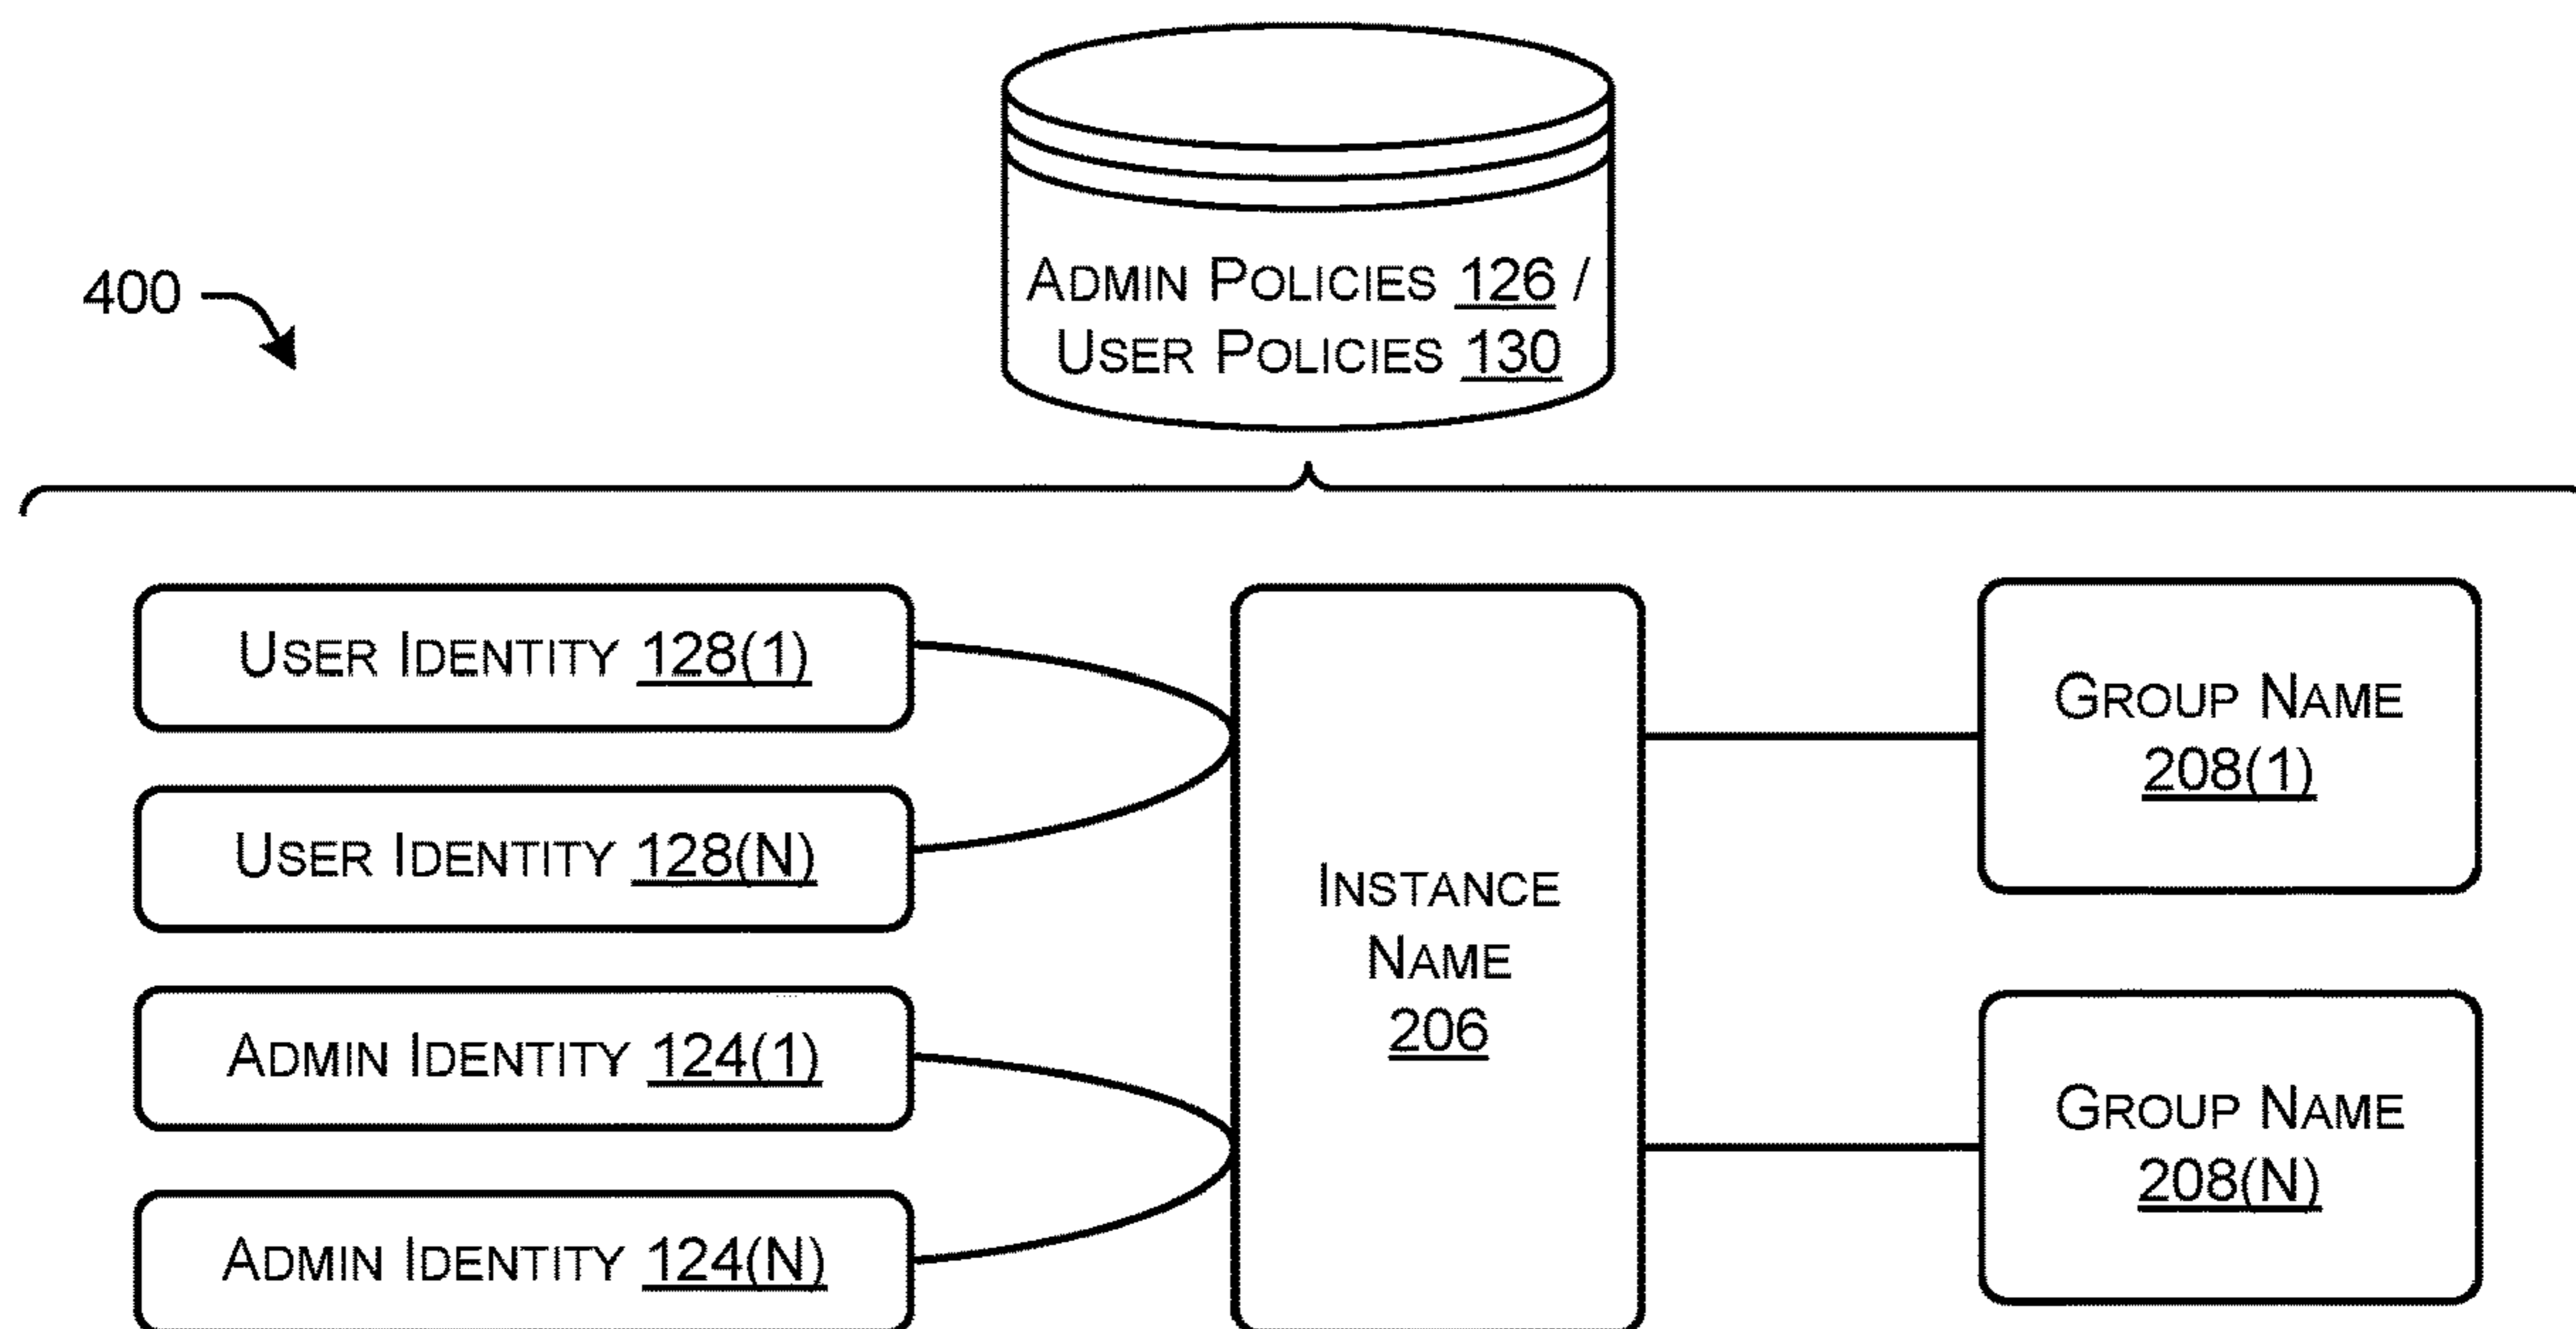 ADMIN POLICIES 126 /
USER POLICIES 130
400
USER IDENTITY 128(1)
USER IDENTITY 128(N)
ADMIN IDENTITY 124(1)
ADMIN IDENTITY 124(N)
INSTANCE
NAME
206
GROUP NAME
208(1)
GROUP NAME
208(N)